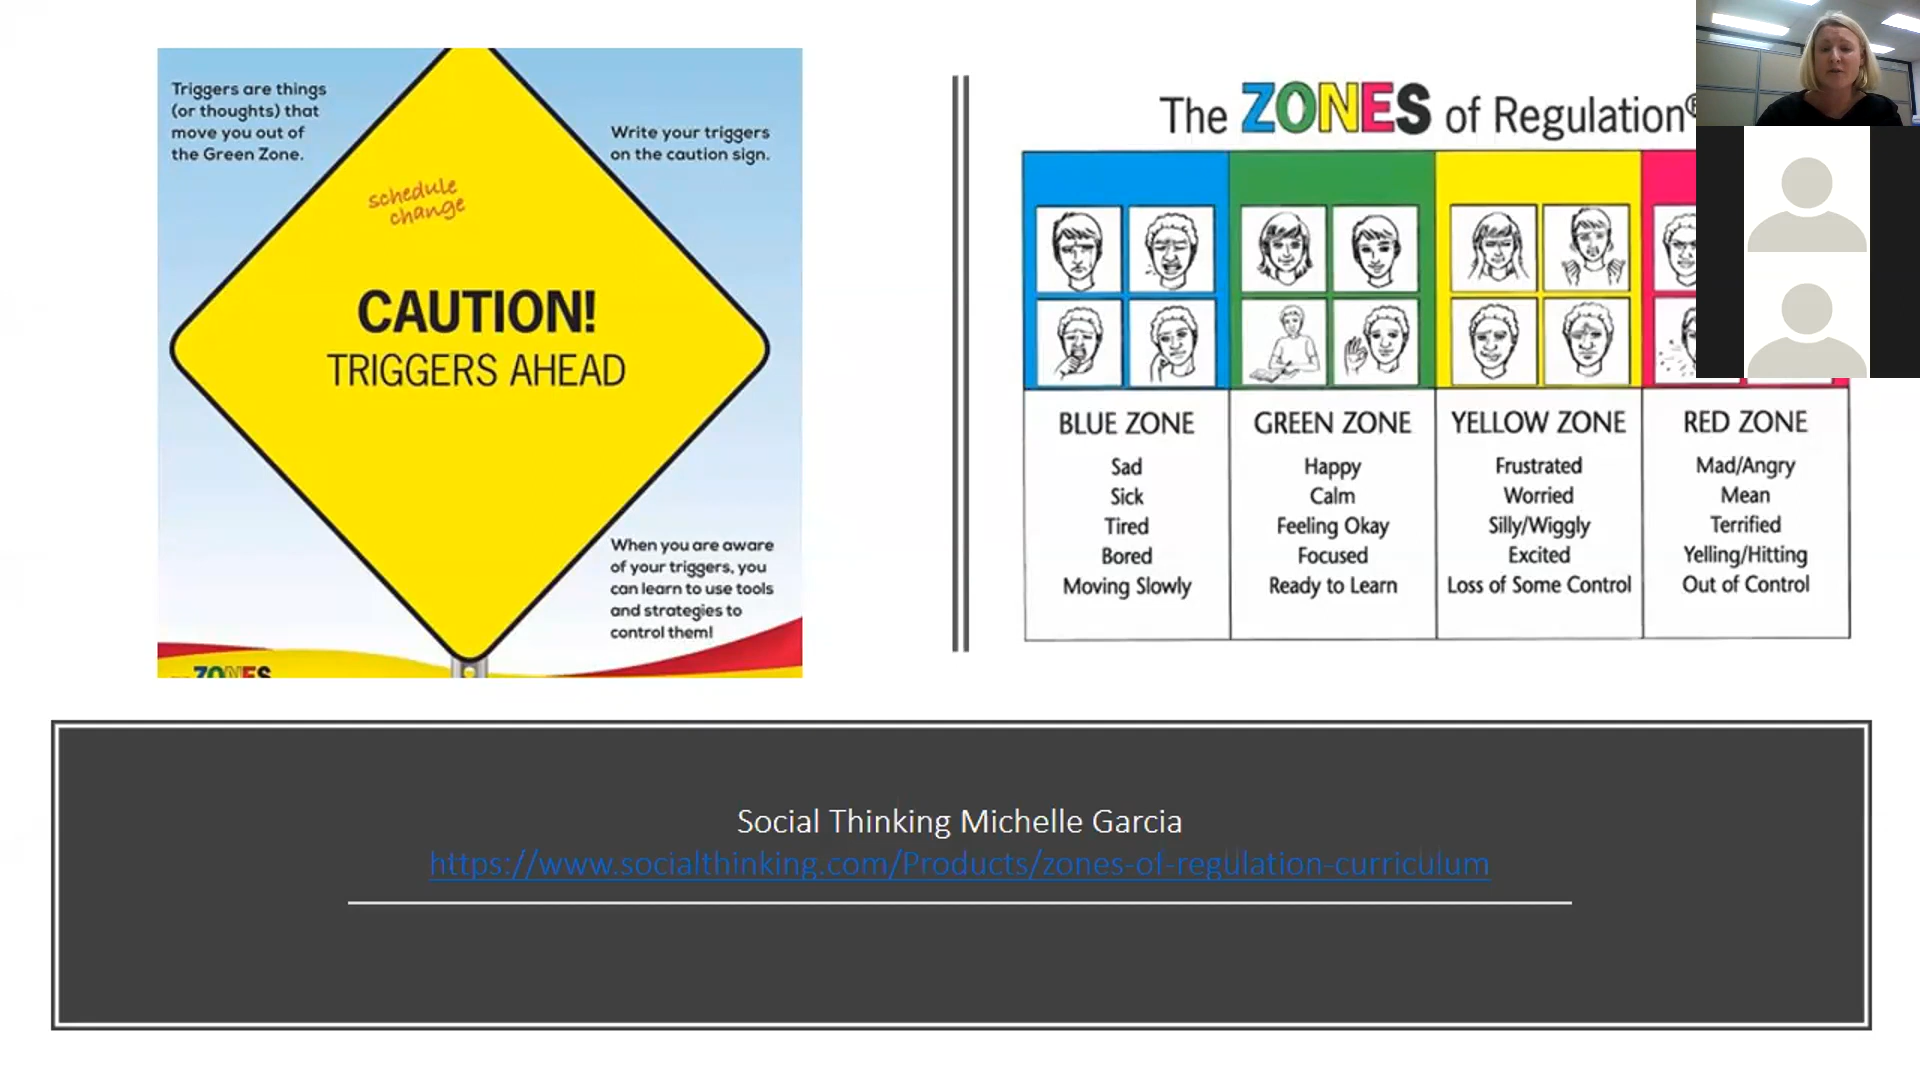 Triggers are things
(or thoughts) that
move you out of
the Green Zone.
Write your triggers
on the caution sign.
schedule
change
CAUTION!
TRIGGERS AHEAD
When you are aware
of your triggers, you
can learn to use tools
and strategies to
control them!
ZONES
The ZONES of Regulation®
BLUE ZONE
Sad
Sick
Tired
Bored
Moving Slowly
GREEN ZONE
Happy
Calm
Feeling Okay
Focused
Ready to Learn
YELLOW ZONE
Frustrated
Worried
Silly/Wiggly
Excited
Loss of Some Control
RED ZONE
Mad/Angry
Mean
Terrified
Yelling/Hitting
Out of Control
Social Thinking Michelle Garcia
https://www.socialthinking.com/Products/zones-of-regulation-curriculum